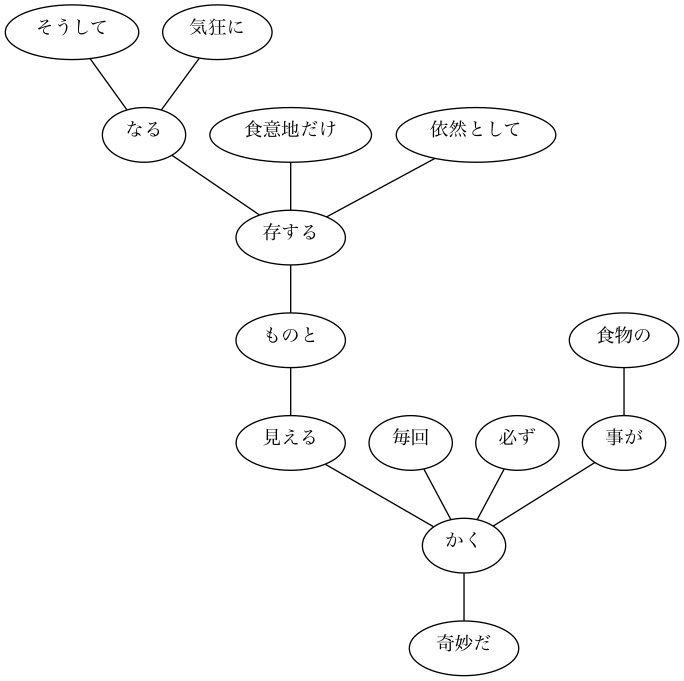 そうして
気狂に
なる
食意地だけ
依然として
存する
ものと
食物の
見える
毎回
必ず
事が
かく
奇妙だ